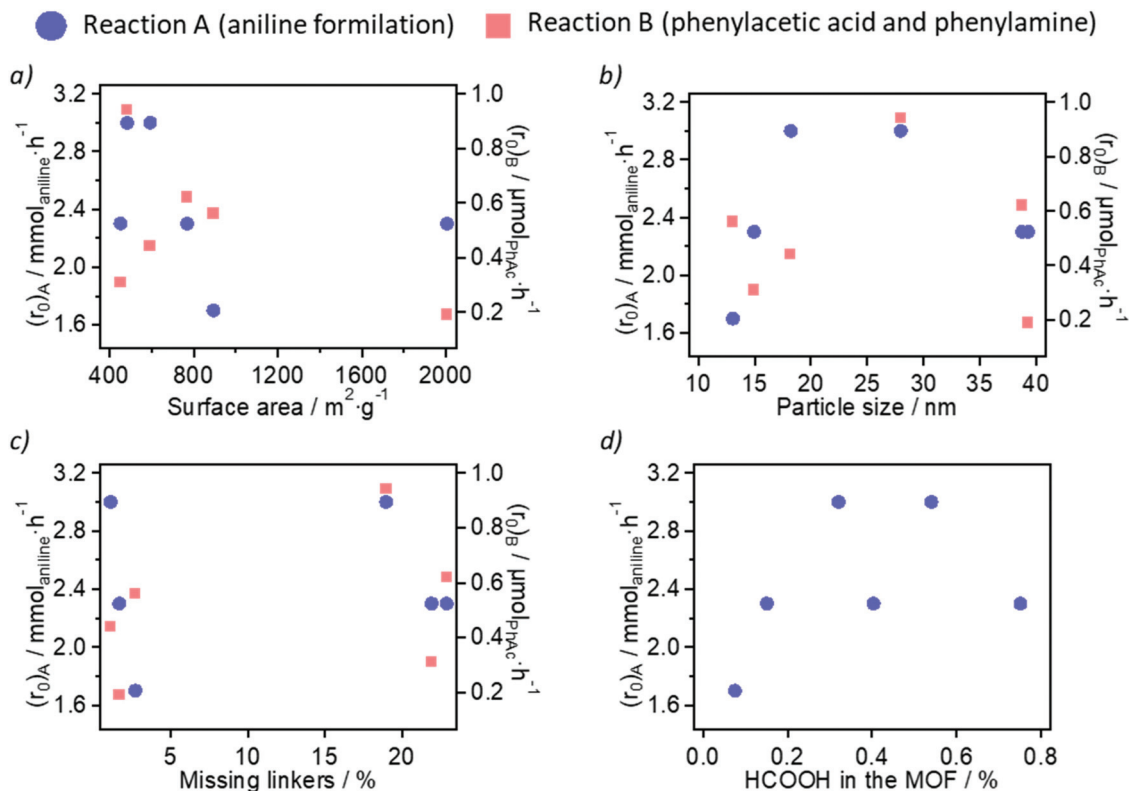 Reaction A (aniline formilation) Reaction B (phenylacetic acid and phenylamine)
a)
(r₀)A / mmolaniline·h⁻¹
3.2
2.8
2.4
2.0
1.6
1.0
0.8
0.6
0.4
0.2
(r₀)B / µmolPhAc·h⁻¹
400 800 1200 1600 2000
Surface area / m²·g⁻¹
b)
(r₀)A / mmolaniline·h⁻¹
3.2
2.8
2.4
2.0
1.6
1.0
0.8
0.6
0.4
0.2
(r₀)B / µmolPhAc·h⁻¹
10 15 20 25 30 35 40
Particle size / nm
c)
(r₀)A / mmolaniline·h⁻¹
3.2
2.8
2.4
2.0
1.6
1.0
0.8
0.6
0.4
0.2
(r₀)B / µmolPhAc·h⁻¹
5 10 15 20
Missing linkers / %
d)
(r₀)A / mmolaniline·h⁻¹
3.2
2.8
2.4
2.0
1.6
0.0 0.2 0.4 0.6 0.8
HCOOH in the MOF / %